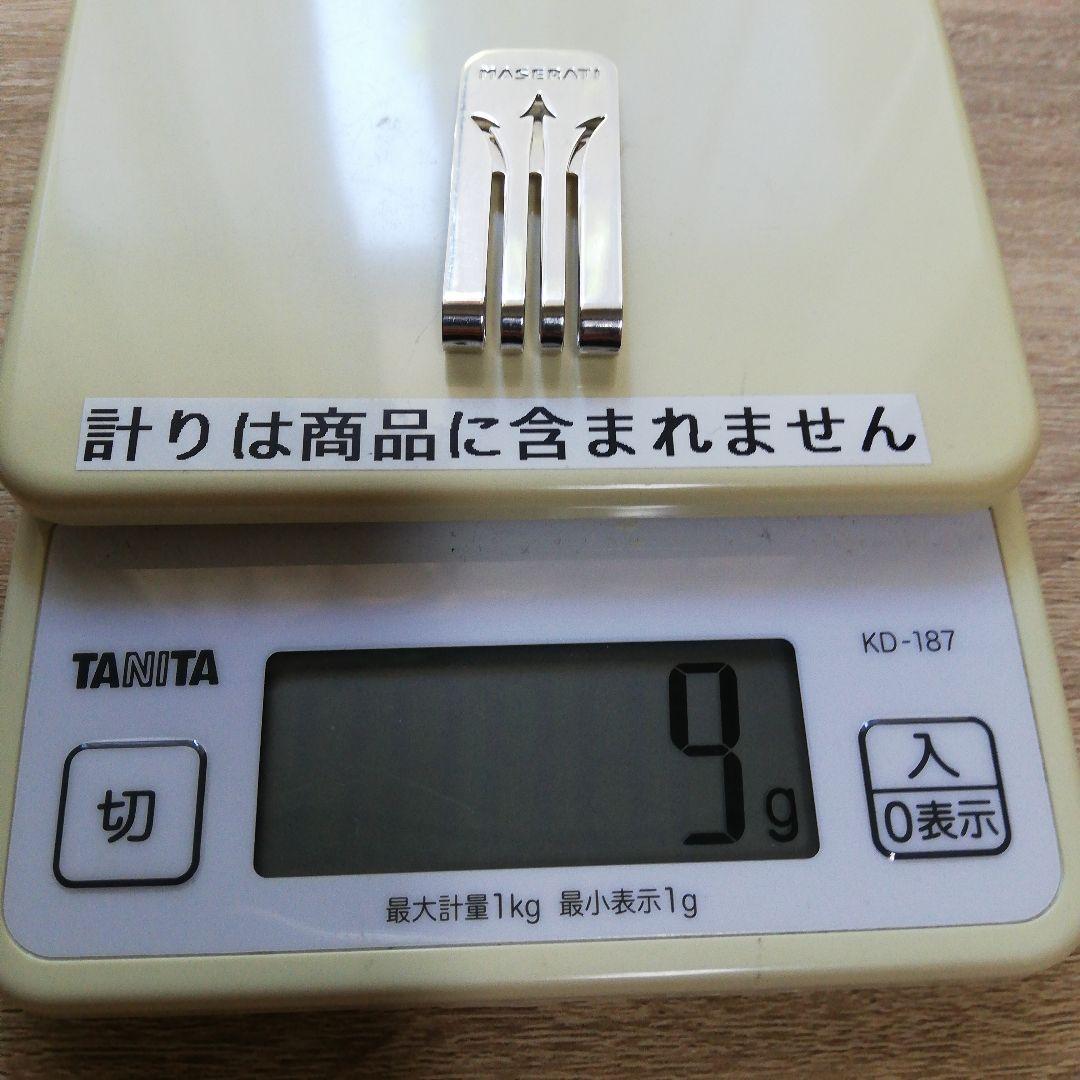 MASERATI
計りは商品に含まれません
TANITA
KD-187
9g
切
入
0表示
最大計量1kg 最小表示1g